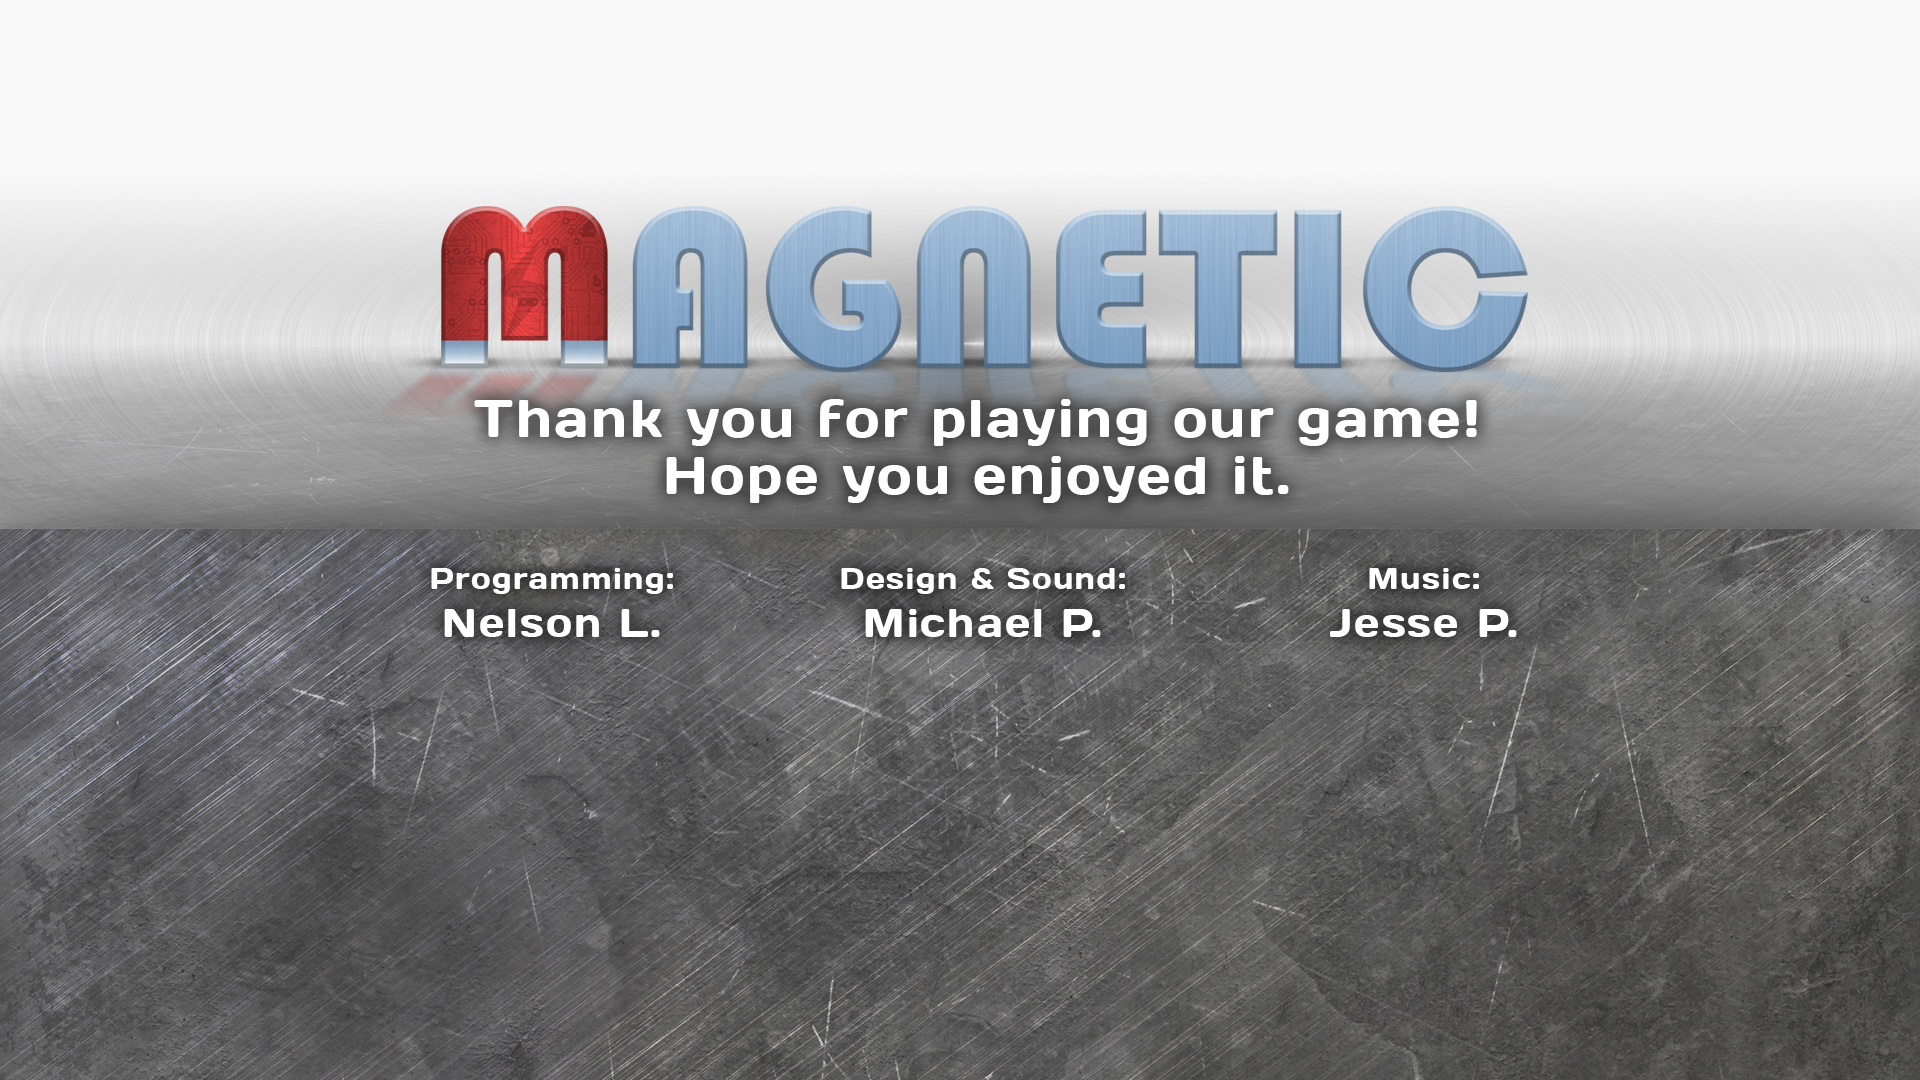 MAGNETIC
Thank you for playing our game!
Hope you enjoyed it.
Programming:
Nelson L.
Design & Sound:
Michael P.
Music:
Jesse P.